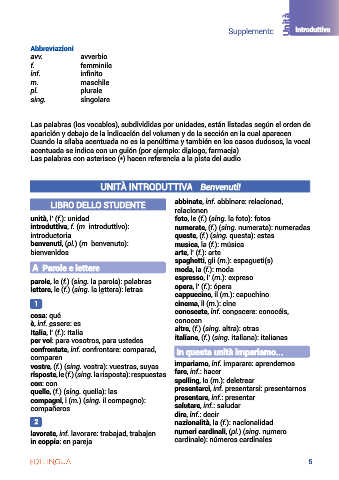 Supplemento
Unità
Introduttiva
Abbreviazioni
avv. avverbio
f. femminile
inf. infinito
m. maschile
pl. plurale
sing. singolare
Las palabras (los vocablos), subdivididas por unidades, están listadas según el orden de
aparición y debajo de la indicación del volumen y de la sección en la cual aparecen
Cuando la sílaba acentuada no es la penúltima y también en los casos dudosos, la vocal
acentuada se indica con un guión (por ejemplo: dialogo, farmacia)
Las palabras con asterisco (*) hacen referencia a la pista del audio
UNITÀ INTRODUTTIVA Benvenuti!
LIBRO DELLO STUDENTE
unità, l' (f.): unidad
introduttiva, f. (m introduttivo):
introductoria
benvenuti, (pl.) (m benvenuto):
bienvenidos
A Parole e lettere
parole, le (f.) (sing. la parola): palabras
lettere, le (f.) (sing. la lettera): letras
1
cosa: qué
è, inf. essere: es
Italia, l' (f.): Italia
per voi: para vosotros, para ustedes
confrontate, inf. confrontare: comparad,
comparen
vostre, (f.) (sing. vostra): vuestras, suyas
risposte, le (f.) (sing. la risposta): respuestas
con: con
quelle, (f.) (sing. quella): las
compagni, i (m.) (sing. il compagno):
compañeros
2
lavorate, inf. lavorare: trabajad, trabajen
in coppia: en pareja
abbinate, inf. abbinare: relacionad,
relacionen
foto, le (f.) (sing. la foto): fotos
numerate, (f.) (sing. numerata): numeradas
queste, (f.) (sing. questa): estas
musica, la (f.): música
arte, l' (f.): arte
spaghetti, gli (m.): espagueti(s)
moda, la (f.): moda
espresso, l' (m.): expreso
opera, l' (f.): ópera
cappuccino, il (m.): capuchino
cinema, il (m.): cine
conoscete, inf. conoscere: conocéis,
conocen
altre, (f.) (sing. altra): otras
italiane, (f.) (sing. italiana): italianas
In questa unità impariamo...
impariamo, inf. imparare: aprendemos
fare, inf.: hacer
spelling, lo (m.): deletrear
presentarci, inf. presentarsi: presentarnos
presentare, inf.: presentar
salutare, inf.: saludar
dire, inf.: decir
nazionalità, la (f.): nacionalidad
numeri cardinali, (pl.) (sing. numero
cardinale): números cardinales
5